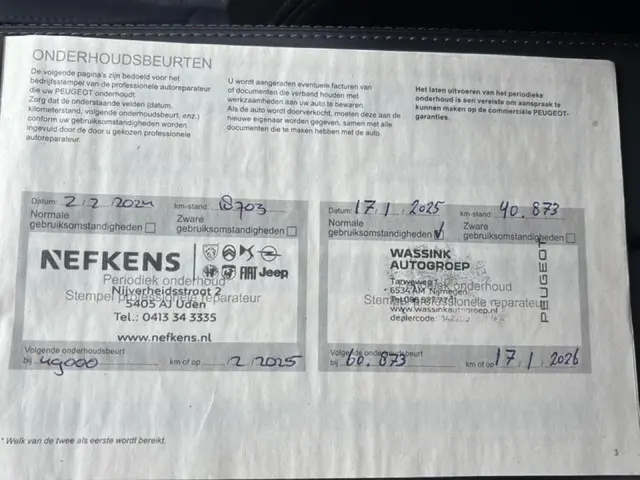 ONDERHOUDSBEURTEN
De volgende pagina's zijn bedoeld voor het
bedrijfsstempel van de professionele autoreparateur
die uw PEUGEOT onderhoudt.
Zorg dat de onderstaande velden (datum,
kilometerstand, volgende onderhoudsbeurt, enz.)
conform uw gebruiksomstandigheden worden
ingevuld door de door u gekozen professionele
autoreparateur.
U wordt aangeraden eventuele facturen van
of documenten die verband houden met
werkzaamheden aan uw auto te bewaren.
Als de auto wordt doorverkocht, moeten deze aan de
nieuwe eigenaar worden gegeven, samen met alle
documenten die te maken hebben met de auto.
Het laten uitvoeren van het periodieke
onderhoud is een vereiste om aanspraak te
kunnen maken op de commerciële PEUGEOT-
garanties.
Datum: 2.2.2024 km-stand: 18703
Normale gebruiksomstandigheden
Zware gebruiksomstandigheden
NEFKENS
FIAT Jeep
Periodiek onderhoud
Nijverheidsstraat 2
Stempel professionele reparateur
5405 AJ Uden
Tel.: 0413 34 3335
www.nefkens.nl
Volgende onderhoudsbeurt
bij 49000 km of op 2 2025
Datum: 17.1.2025 km-stand: 40.873
Normale gebruiksomstandigheden ✓
Zware gebruiksomstandigheden
WASSINK
AUTOGROEP
PEUGEOT
Periodiek onderhoud
6534 AM Nijmegen
Stempel professionele reparateur
www.wassinkautogroep.nl
dealercode:
Volgende onderhoudsbeurt
bij 60.873 km of op 17.1.2026
* Welk van de twee als eerste wordt bereikt.
3